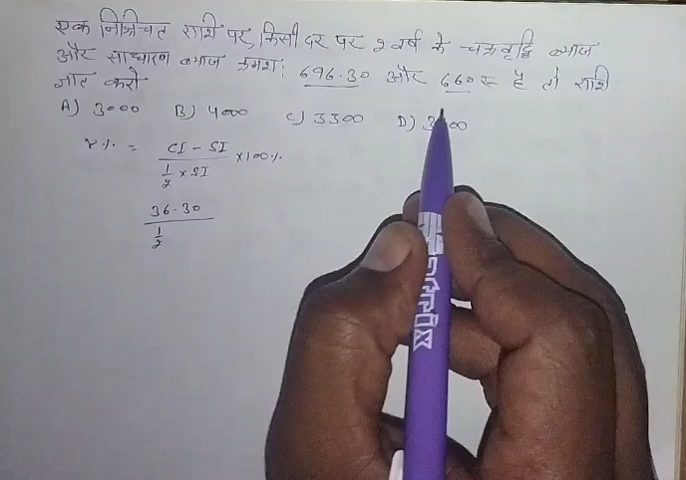 एक निश्चित राशि पर किसी दर पर 2 वर्ष के चक्रवृद्धि ब्याज
और साधारण ब्याज क्रमश: 696.30 और 660 रू है तो राशि
ज्ञात करो
A) 3000 B) 4000 C) 3300 D)
r% = CI - SI
1/2 × SI × 100%
36.30
1/2